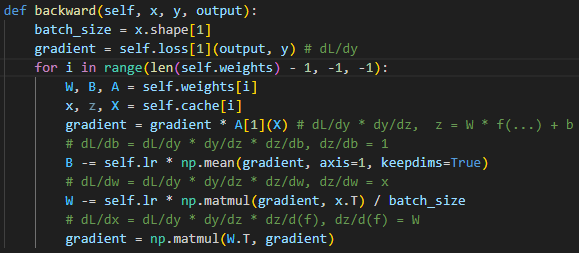 def backward(self, x, y, output):
    batch_size = x.shape[1]
    gradient = self.loss[1](output, y) # dL/dy
    for i in range(len(self.weights) - 1, -1, -1):
        W, B, A = self.weights[i]
        x, z, X = self.cache[i]
        gradient = gradient * A[1](X) # dL/dy * dy/dz,  z = W * f(...) + b
        # dL/db = dL/dy * dy/dz * dz/db, dz/db = 1
        B -= self.lr * np.mean(gradient, axis=1, keepdims=True)
        # dL/dw = dL/dy * dy/dz * dz/dw, dz/dw = x
        W -= self.lr * np.matmul(gradient, x.T) / batch_size
        # dL/dx = dL/dy * dy/dz * dz/d(f), dz/d(f) = W
        gradient = np.matmul(W.T, gradient)